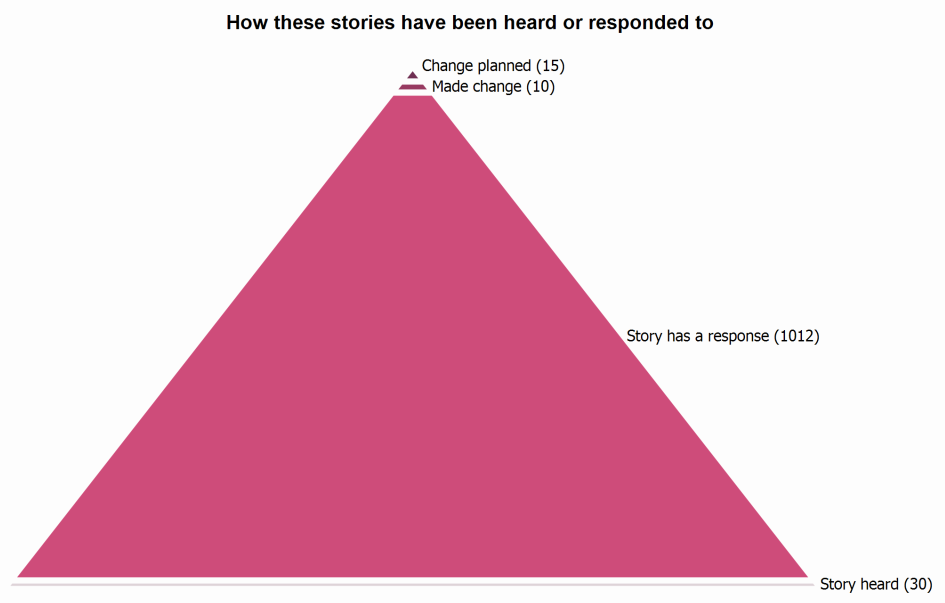 How these stories have been heard or responded to
Change planned (15)
Made change (10)
Story has a response (1012)
Story heard (30)